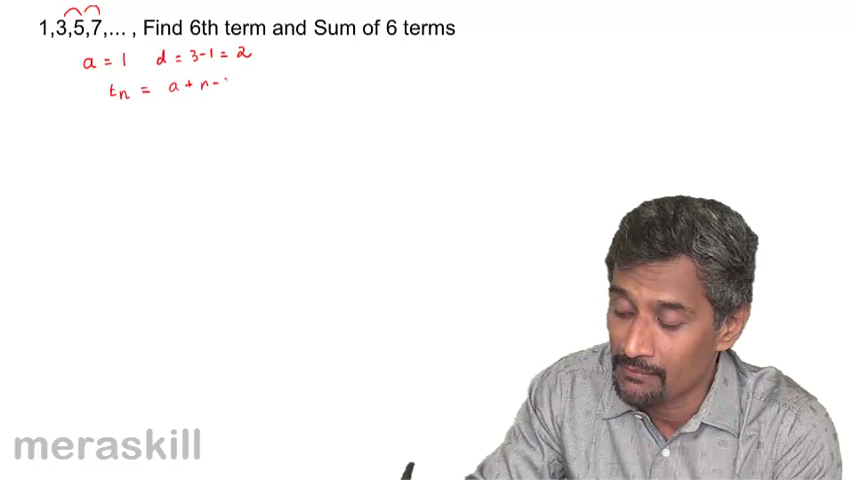 1,3,5,7,... , Find 6th term and Sum of 6 terms
a = 1 d = 3-1 = 2
tn = a + n -
meraskill